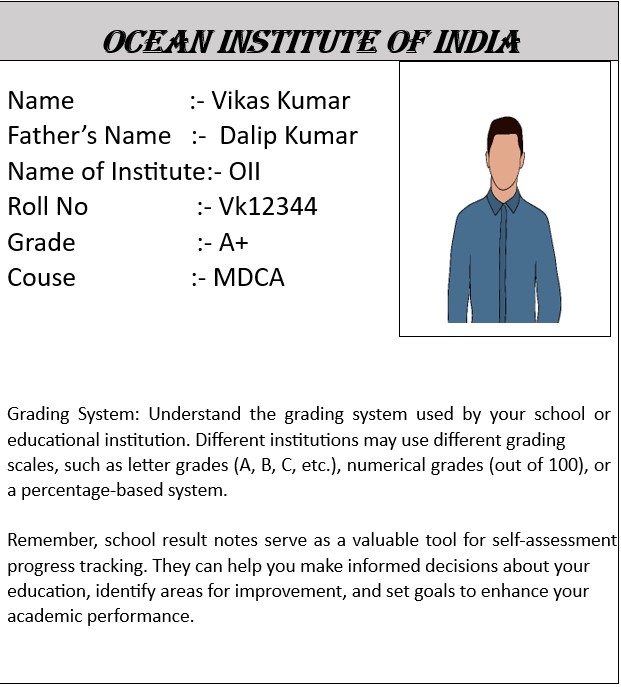 OCEAN INSTITUTE OF INDIA
Name :- Vikas Kumar
Father’s Name :- Dalip Kumar
Name of Institute:- OII
Roll No :- Vk12344
Grade :- A+
Couse :- MDCA
Grading System: Understand the grading system used by your school or
educational institution. Different institutions may use different grading
scales, such as letter grades (A, B, C, etc.), numerical grades (out of 100), or
a percentage-based system.
Remember, school result notes serve as a valuable tool for self-assessment
progress tracking. They can help you make informed decisions about your
education, identify areas for improvement, and set goals to enhance your
academic performance.